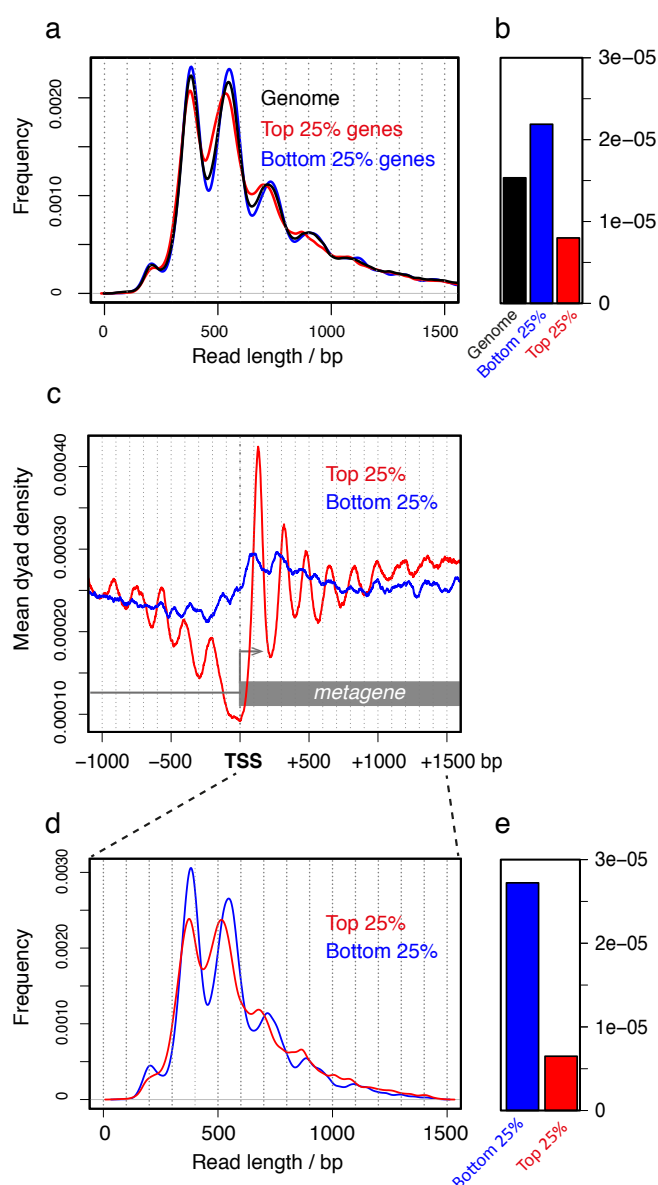 a
Frequency
0
0.0010
0.0020
Genome
Top 25% genes
Bottom 25% genes
0
500
1000
1500
Read length / bp
b
3e−05
2e−05
1e−05
0
Genome
Bottom 25%
Top 25%
c
Mean dyad density
0.00010
0.00020
0.00030
0.00040
Top 25%
Bottom 25%
metagene
−1000
−500
TSS
+500
+1000
+1500 bp
d
Frequency
0
0.0010
0.0020
0.0030
Top 25%
Bottom 25%
0
500
1000
1500
Read length / bp
e
3e−05
2e−05
1e−05
0
Bottom 25%
Top 25%